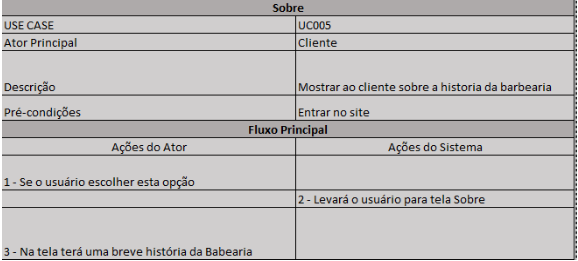 Sobre
USE CASE UC005
Ator Principal Cliente
Descrição Mostrar ao cliente sobre a historia da barbearia
Pré-condições Entrar no site
Fluxo Principal
Ações do Ator Ações do Sistema
1 - Se o usuário escolher esta opção
2 - Levará o usuário para tela Sobre
3 - Na tela terá uma breve história da Babearia